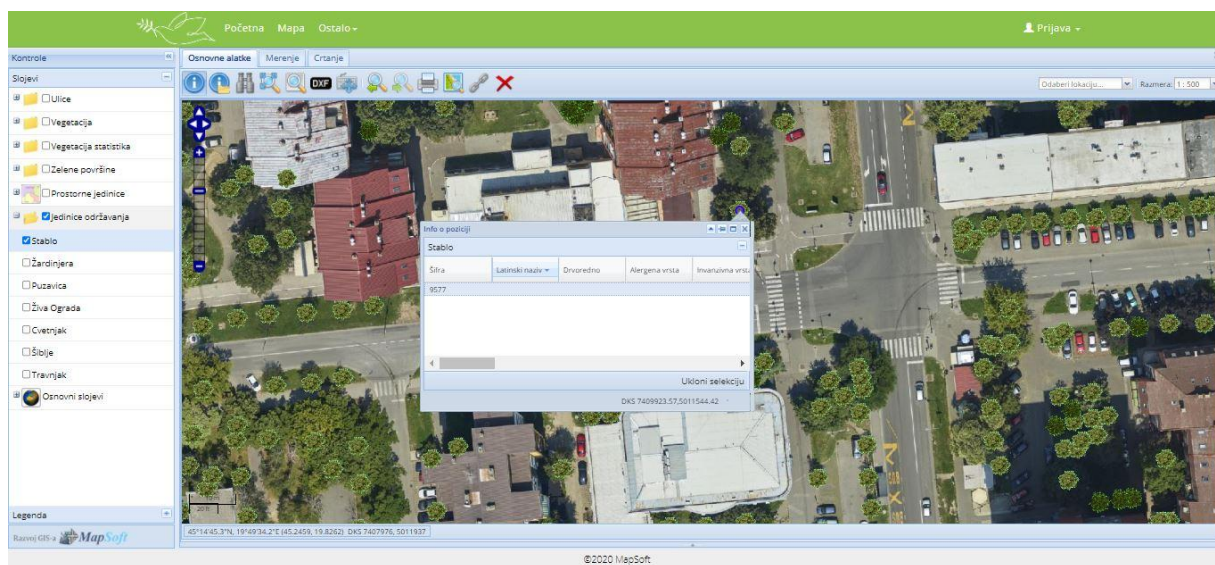 Početna Mapa Ostalo
Prijava
Kontrole
Osnovne alatke Merenje Crtanje
Slojevi
DXF
Odaberi lokaciju...
Razmera: 1 : 500
Ulice
Vegetacija
Vegetacija statistika
Zelene površine
Prostorne jedinice
Jedinice održavanja
Stablo
Žardinjera
Puzavica
Živa Ograda
Cvetnjak
Šiblje
Travnjak
Osnovni slojevi
Info o poziciji
Stablo
Šifra Latinski naziv Drvoredno Alergena vrsta Invanzivna vrsta
9577
Ukloni selekciju
DKS 7409923.57,5011544.42
Legenda
Razvoj GIS-a MapSoft
20 ft
45°14'45.3"N, 19°49'34.2"E (45.2459, 19.8262) DKS 7407976, 5011937
©2020 MapSoft